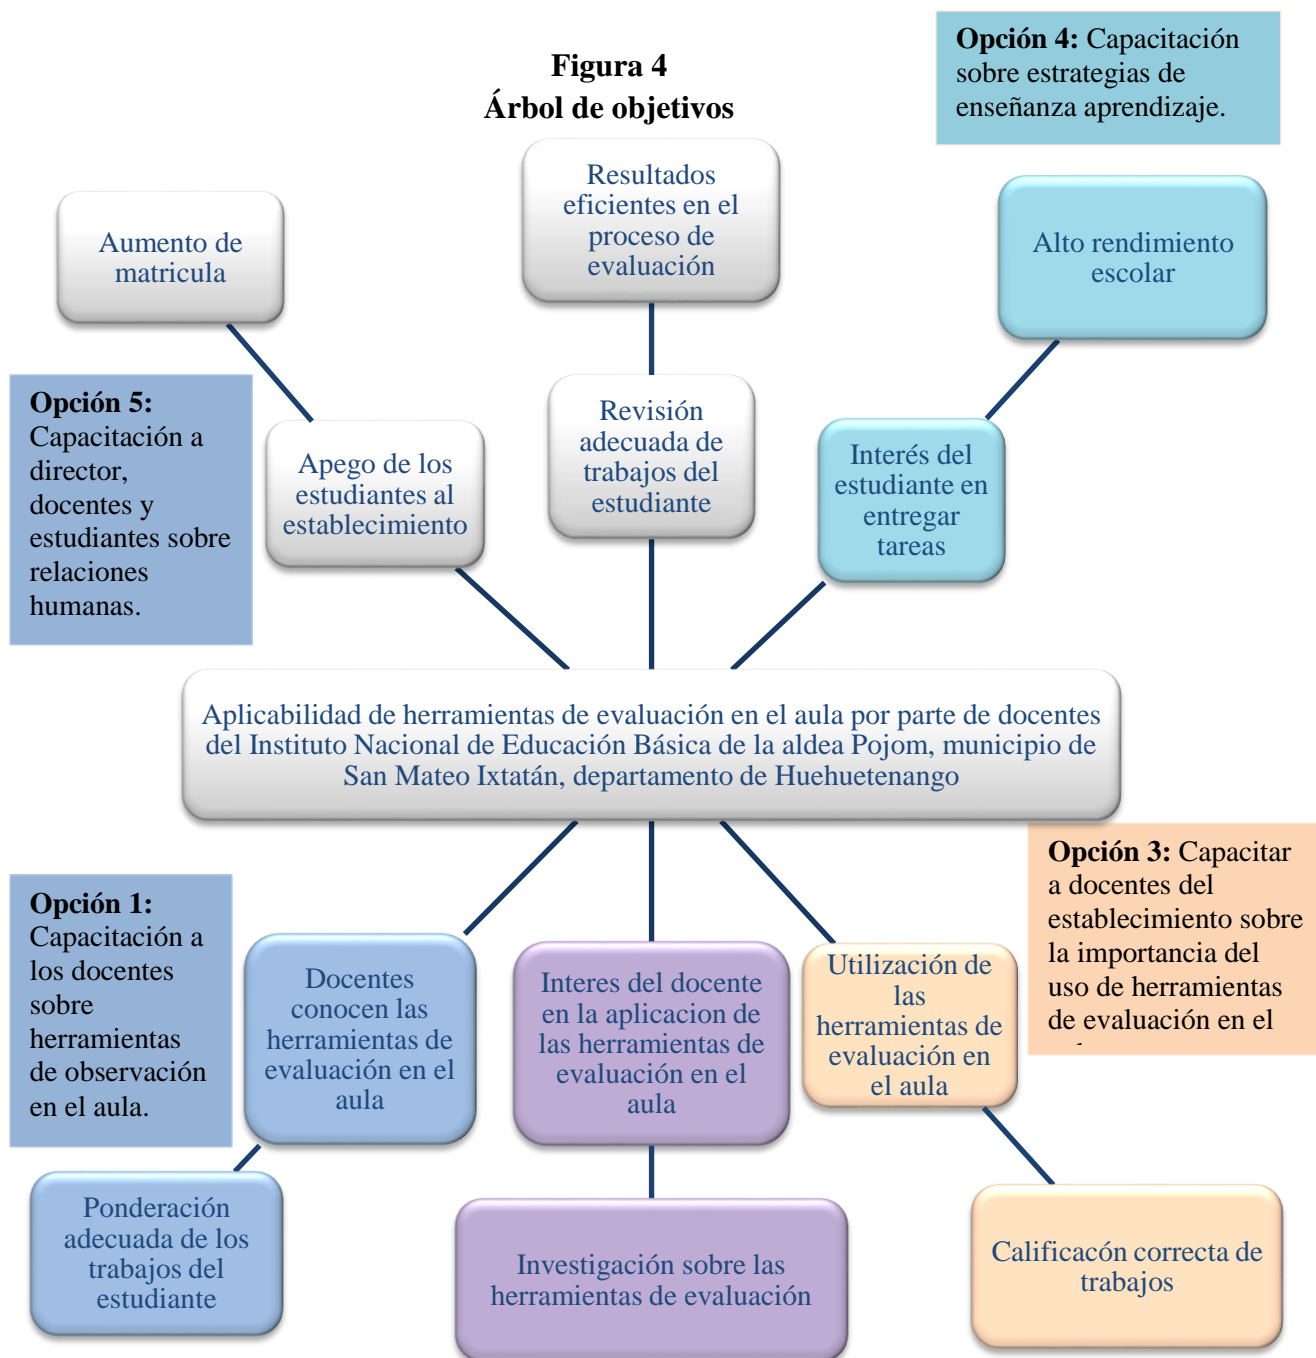 Figura 4
Árbol de objetivos
Opción 4: Capacitación
sobre estrategias de
enseñanza aprendizaje.
Resultados
eficientes en el
proceso de
evaluación
Aumento de
matricula
Alto rendimiento
escolar
Opción 5:
Capacitación a
director,
docentes y
estudiantes sobre
relaciones
humanas.
Apego de los
estudiantes al
establecimiento
Revisión
adecuada de
trabajos del
estudiante
Interés del
estudiante en
entregar
tareas
Aplicabilidad de herramientas de evaluación en el aula por parte de docentes
del Instituto Nacional de Educación Básica de la aldea Pojom, municipio de
San Mateo Ixtatán, departamento de Huehuetenango
Opción 1:
Capacitación a
los docentes
sobre
herramientas
de observación
en el aula.
Docentes
conocen las
herramientas de
evaluación en el
aula
Interes del docente
en la aplicacion de
las herramientas de
evaluación en el
aula
Utilización de
las
herramientas de
evaluación en
el aula
Opción 3: Capacitar
a docentes del
establecimiento sobre
la importancia del
uso de herramientas
de evaluación en el
Ponderación
adecuada de los
trabajos del
estudiante
Investigación sobre las
herramientas de evaluación
Calificacón correcta de
trabajos